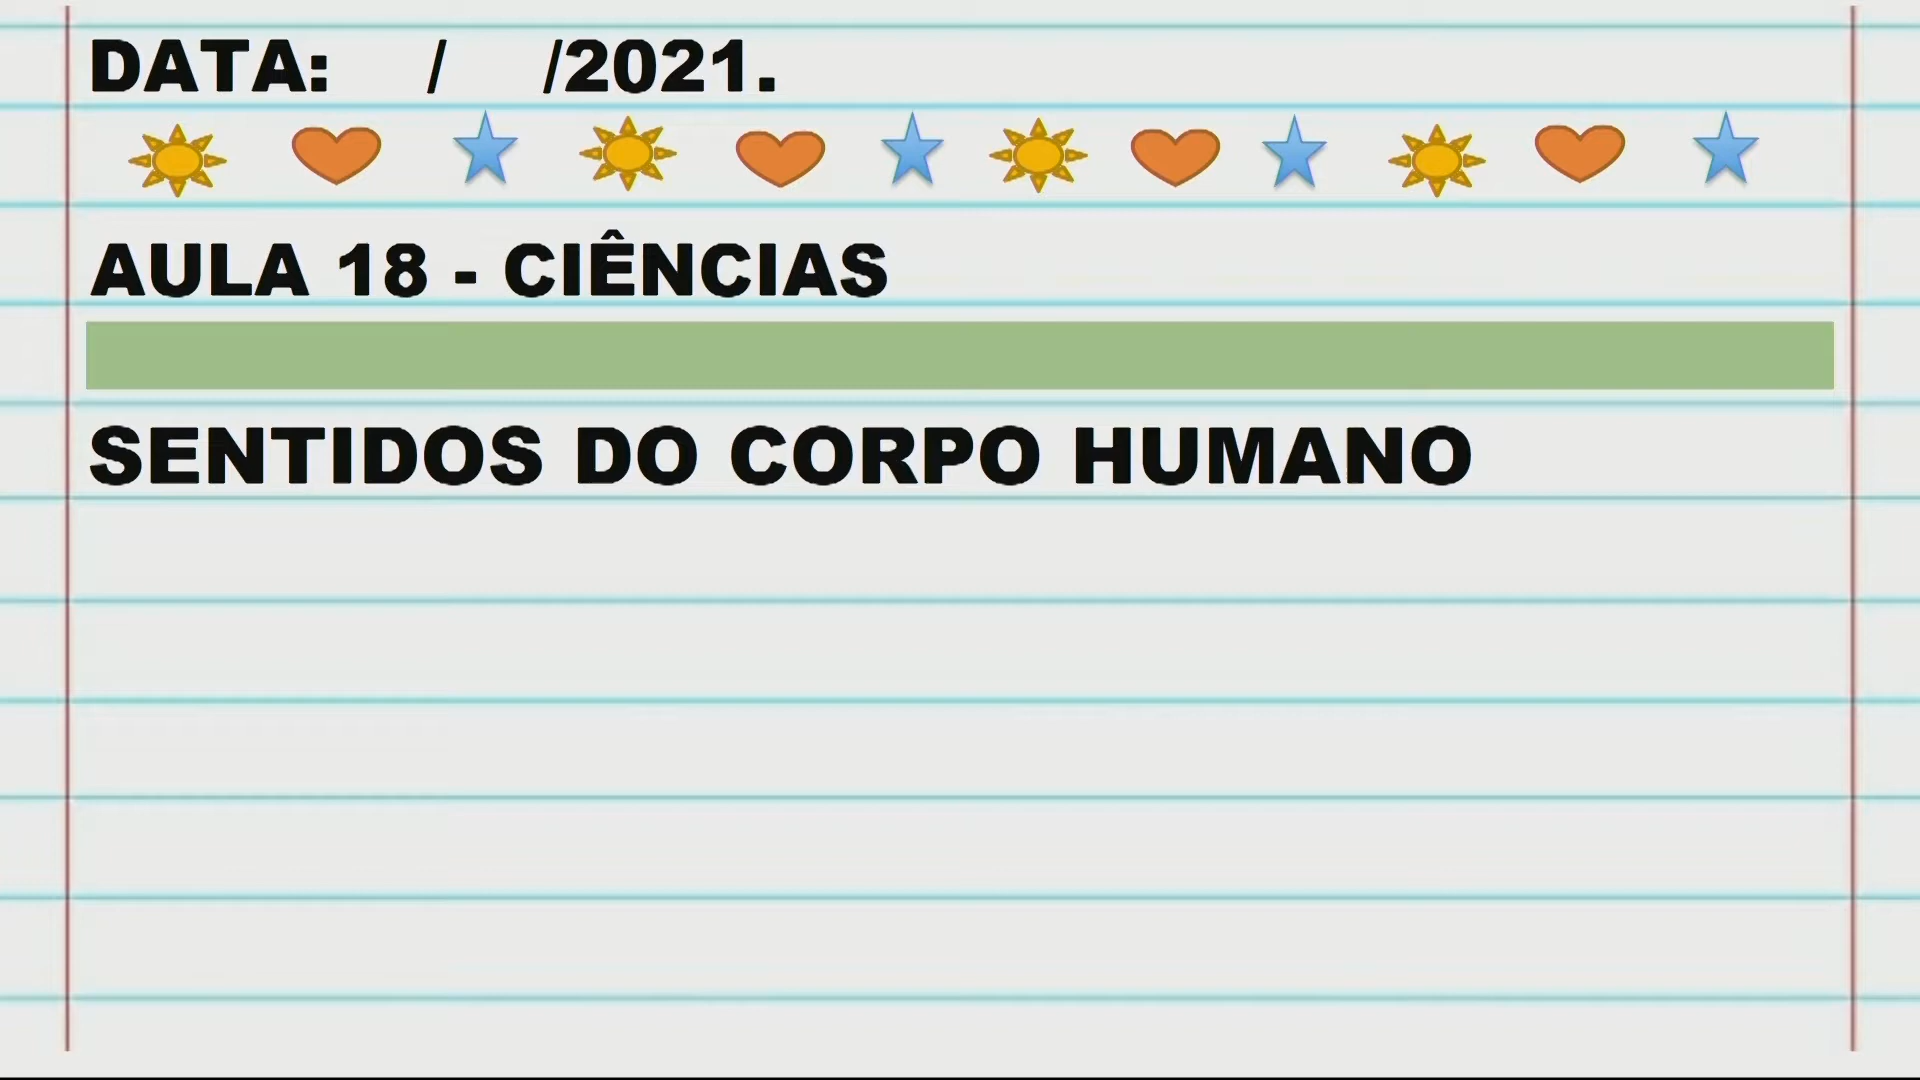 DATA: / /2021.
AULA 18 - CIÊNCIAS
SENTIDOS DO CORPO HUMANO